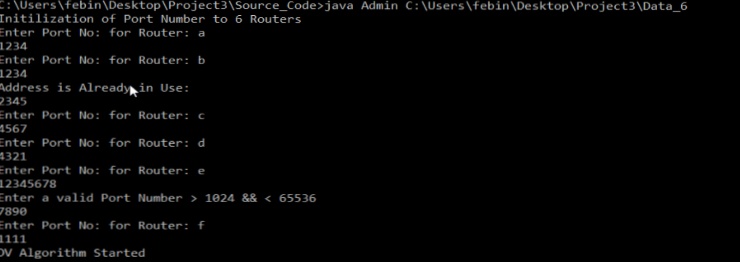 C:\Users\febin\Desktop\Project3\Source_Code>java Admin C:\Users\febin\Desktop\Project3\Data_6
Initilization of Port Number to 6 Routers
Enter Port No: for Router: a
1234
Enter Port No: for Router: b
1234
Address is Already in Use:
2345
Enter Port No: for Router: c
4567
Enter Port No: for Router: d
4321
Enter Port No: for Router: e
12345678
Enter a valid Port Number > 1024 && < 65536
7890
Enter Port No: for Router: f
1111
DV Algorithm Started